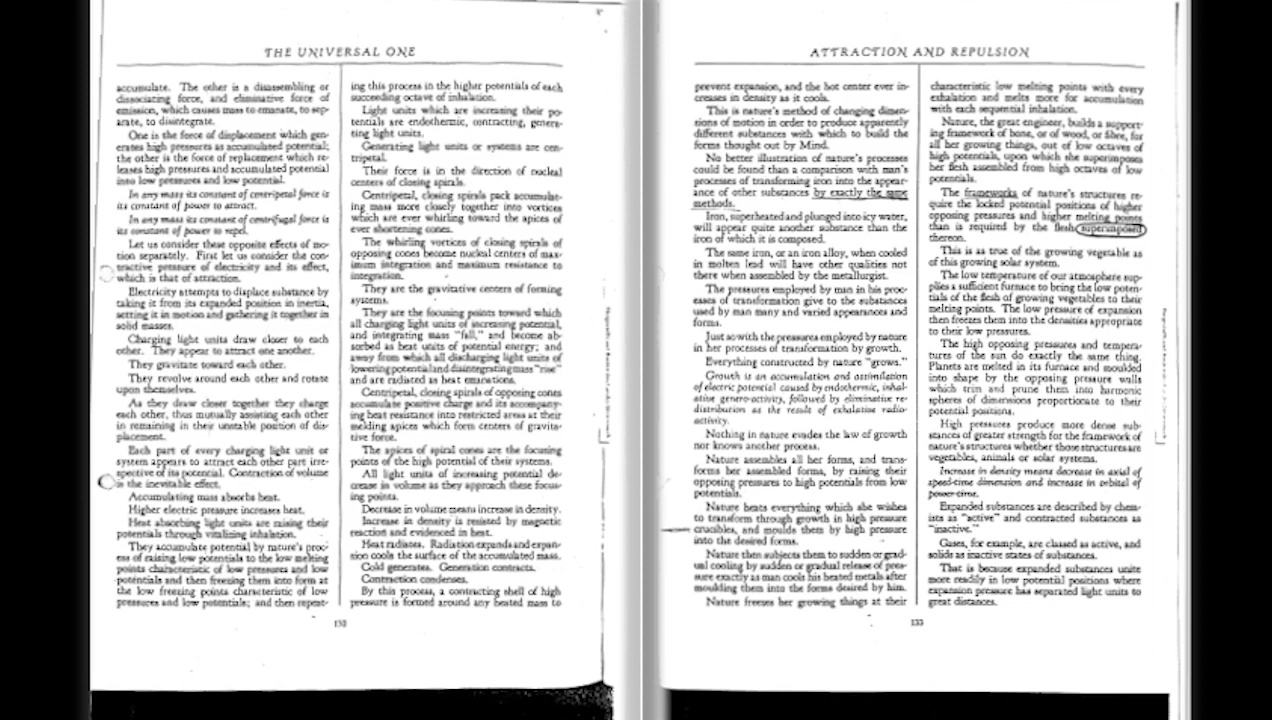 THE UNIVERSAL ONE
accumulate. The other is a disassembling or
dissociating force, and eliminative force of
emission, which causes mass to emanate, to sep-
arate, to disintegrate.
One is the force of displacement which gen-
erates high pressures as accumulated potential;
the other is the force of replacement which re-
leases high pressures and accumulated potential
into low pressures and low potential.
In any mass its constant of centripetal force is
its constant of power to attract.
In any mass its constant of centrifugal force is
its constant of power to repel.
Let us consider these opposite effects of mo-
tion separately. First let us consider the con-
tractive pressure of electricity and its effect,
which is that of attraction.
Electricity attempts to displace substance by
taking it from its expanded position in inertia,
setting it in motion and gathering it together in
solid masses.
Charging light units draw closer to each
other. They appear to attract one another.
They gravitate toward each other.
They revolve around each other and rotate
upon themselves.
As they draw closer together they charge
each other, thus mutually assisting each other
in remaining in their unstable position of dis-
placement.
Each part of every charging light unit or
system appears to attract each other part irre-
spective of its potential. Contraction of volume
is the inevitable effect.
Accumulating mass absorbs heat.
Higher electric pressure increases heat.
Heat absorbing light units are raising their
potentials through vitalizing inhalation.
They accumulate potential by nature's proc-
ess of raising low potentials to the low melting
points characteristic of low pressures and low
potentials and then freezing them into form at
the low freezing points characteristic of low
pressures and low potentials; and then repeat-
ing this process in the higher potentials of each
succeeding octave of inhalation.
Light units which are increasing their po-
tentials are endothermic, contracting, genera-
ting light units.
Generating light units or systems are cen-
tripetal.
Their force is in the direction of nuclear
centers of closing spirals.
Centripetal, closing spirals pack accumulat-
ing mass more closely together into vortices
which are ever whirling toward the apices of
ever shortening cones.
The whirling vortices of closing spirals of
opposing cones become nucleal centers of max-
imum integration and maximum resistance to
integration.
They are the gravitative centers of forming
systems.
They are the focusing points toward which
all charging light units of increasing potential,
and integrating mass "fall," and become ab-
sorbed as heat units of potential energy; and
away from which all discharging light units of
lowering potential and disintegrating mass "rise"
and are radiated as heat emanations.
Centripetal, closing spirals of opposing cones
accumulate positive charge and its accompany-
ing heat resistance into restricted areas at their
melding apices which form centers of gravita-
tive force.
The apices of spiral cones are the focusing
points of the high potential of their systems.
All light units of increasing potential de-
crease in volume as they approach these focus-
ing points.
Decrease in volume means increase in density.
Increase in density is resisted by magnetic
reaction and evidenced in heat.
Heat radiates. Radiation expands and expan-
sion cools the surface of the accumulated mass.
Cold generates. Generation contracts.
Contraction condenses.
By this process, a contracting shell of high
pressure is formed around any heated mass to
ATTRACTION AND REPULSION
prevent expansion, and the hot center ever in-
creases in density as it cools.
This is nature's method of changing dimen-
sions of motion in order to produce apparently
different substances with which to build the
forms thought out by Mind.
No better illustration of nature's processes
could be found than a comparison with man's
processes of transforming iron into the appear-
ance of other substances by exactly the same
methods.
Iron, superheated and plunged into icy water,
will appear quite another substance than the
iron of which it is composed.
The same iron, or an iron alloy, when cooled
in molten lead will have other qualities not
there when assembled by the metallurgist.
The pressures employed by man in his proc-
esses of transformation give to the substances
used by man many and varied appearances and
forms.
Just so with the pressures employed by nature
in her processes of transformation by growth.
Everything constructed by nature "grows."
Growth is an accumulation and assimilation
of electric potential caused by endothermic, inhal-
ative genero-activity, followed by eliminative re-
distribution as the result of exhalative radio-
activity.
Nothing in nature evades the law of growth
nor knows another process.
Nature assembles all her forms, and trans-
forms her assembled forms, by raising their
opposing pressures to high potentials from low
potentials.
Nature heats everything which she wishes
to transform through growth in high pressure
crucibles, and moulds them by high pressure
into the desired forms.
Nature then subjects them to sudden or grad-
ual cooling by sudden or gradual release of pres-
sure exactly as man cools his heated metals after
moulding them into the forms desired by him.
Nature freezes her growing things at their
characteristic low melting points with every
exhalation and melts more for accumulation
with each sequential inhalation.
Nature, the great engineer, builds a support-
ing framework of bone, or of wood, or fibre, for
all her growing things, out of low octaves of
high potentials, upon which she superimposes
her flesh assembled from high octaves of low
potentials.
The frameworks of nature's structures re-
quire the locked potential positions of higher
opposing pressures and higher melting points
than is required by the flesh superimposed
thereon.
This is as true of the growing vegetable as
of this growing solar system.
The low temperature of our atmosphere sup-
plies a sufficient furnace to bring the low poten-
tials of the flesh of growing vegetables to their
melting points. The low pressure of expansion
then freezes them into the densities appropriate
to their low pressures.
The high opposing pressures and tempera-
tures of the sun do exactly the same thing.
Planets are melted in its furnace and moulded
into shape by the opposing pressure walls
which trim and prune them into harmonic
spheres of dimensions proportionate to their
potential positions.
High pressures produce more dense sub-
stances of greater strength for the framework of
nature's structures whether those structures are
vegetables, animals or solar systems.
Increase in density means decrease in axial of
speed-time dimension and increase in orbital of
power-time.
Expanded substances are described by chem-
ists as "active" and contracted substances as
"inactive."
Gases, for example, are classed as active, and
solids as inactive states of substances.
That is because expanded substances unite
more readily in low potential positions where
expansion pressure has separated light units to
great distances.
133